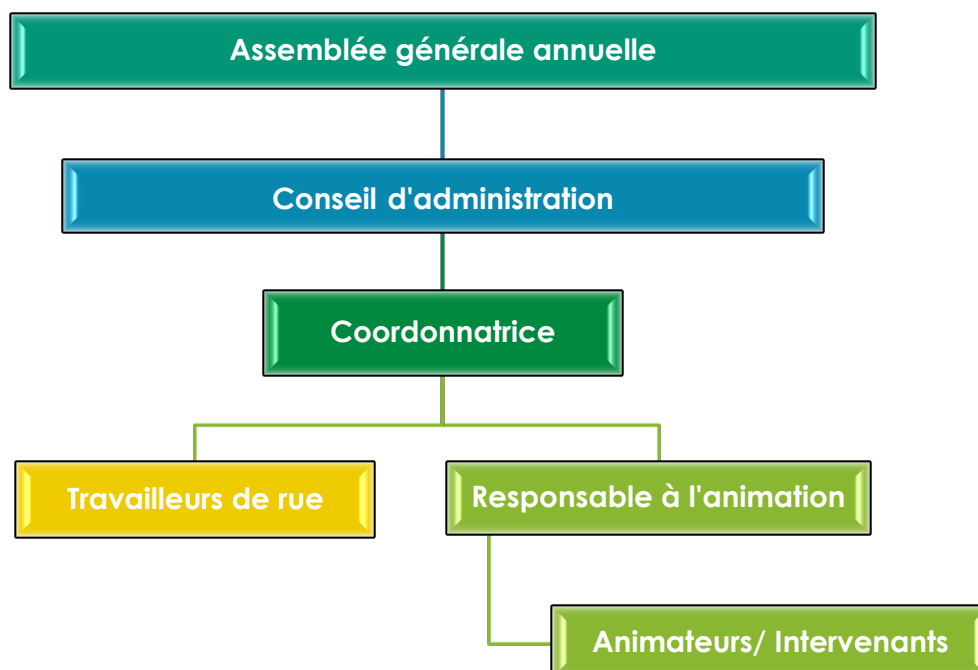 Assemblée générale annuelle
Conseil d'administration
Coordonnatrice
Travailleurs de rue
Responsable à l'animation
Animateurs/ Intervenants